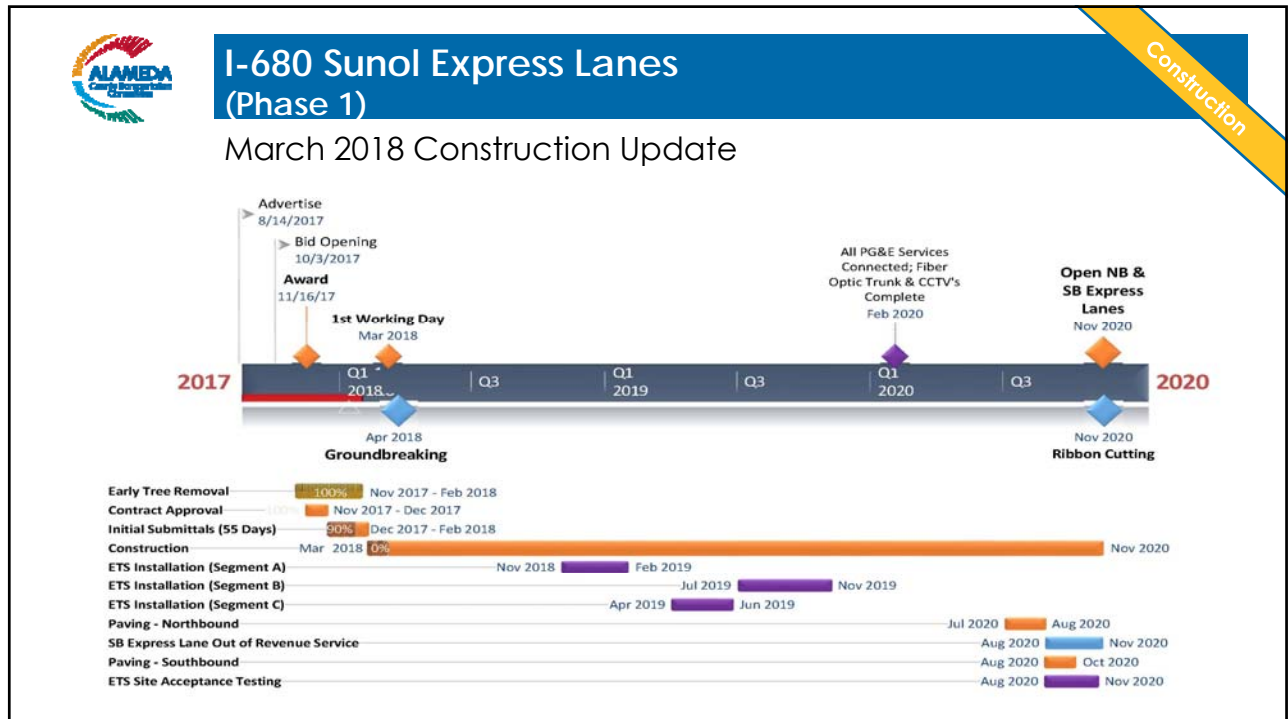 ALAMEDA
County Transportation
Commission
I-680 Sunol Express Lanes
(Phase 1)
Construction
March 2018 Construction Update
Advertise
8/14/2017
Bid Opening
10/3/2017
Award
11/16/17
1st Working Day
Mar 2018
All PG&E Services
Connected; Fiber
Optic Trunk & CCTV's
Complete
Feb 2020
Open NB &
SB Express
Lanes
Nov 2020
2017
Q1
2018
Q3
Q1
2019
Q3
Q1
2020
Q3
2020
Apr 2018
Groundbreaking
Nov 2020
Ribbon Cutting
Early Tree Removal 100% Nov 2017 - Feb 2018
Contract Approval 100% Nov 2017 - Dec 2017
Initial Submittals (55 Days) 90% Dec 2017 - Feb 2018
Construction Mar 2018 0% Nov 2020
ETS Installation (Segment A) Nov 2018 Feb 2019
ETS Installation (Segment B) Jul 2019 Nov 2019
ETS Installation (Segment C) Apr 2019 Jun 2019
Paving - Northbound Jul 2020 Aug 2020
SB Express Lane Out of Revenue Service Aug 2020 Nov 2020
Paving - Southbound Aug 2020 Oct 2020
ETS Site Acceptance Testing Aug 2020 Nov 2020